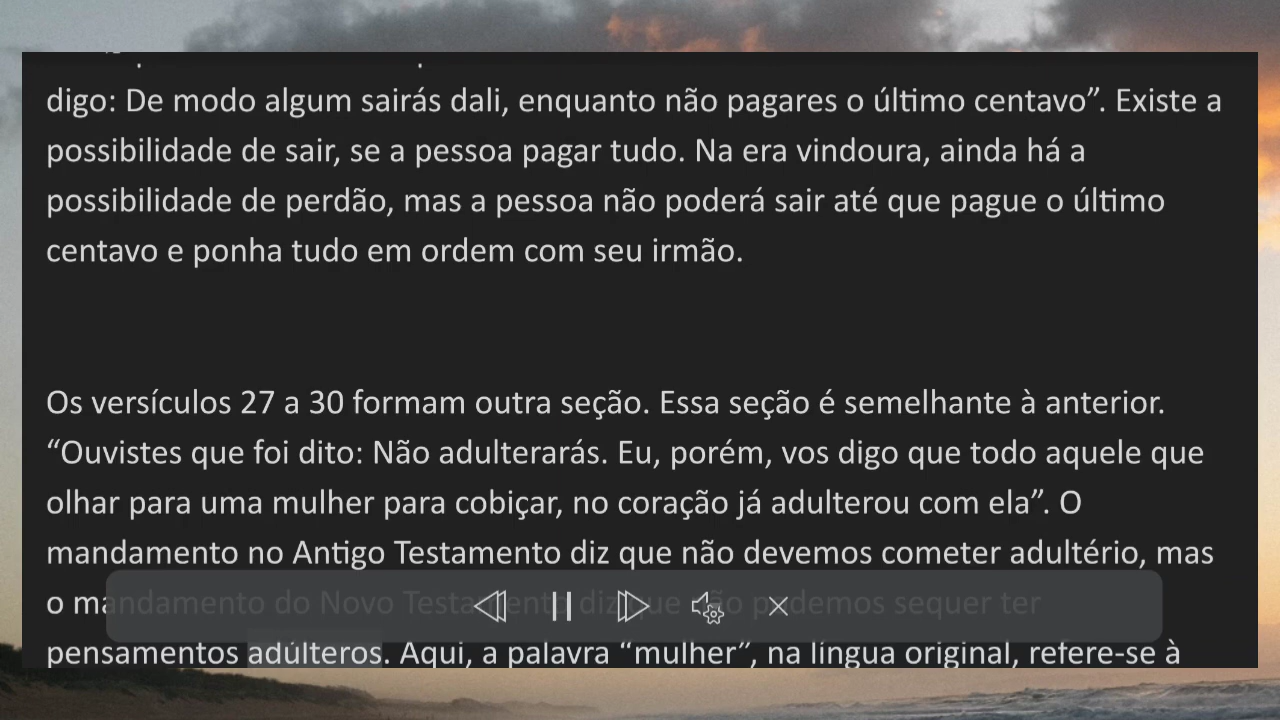 digo: De modo algum sairás dali, enquanto não pagares o último centavo”. Existe a
possibilidade de sair, se a pessoa pagar tudo. Na era vindoura, ainda há a
possibilidade de perdão, mas a pessoa não poderá sair até que pague o último
centavo e ponha tudo em ordem com seu irmão.
Os versículos 27 a 30 formam outra seção. Essa seção é semelhante à anterior.
“Ouvistes que foi dito: Não adulterarás. Eu, porém, vos digo que todo aquele que
olhar para uma mulher para cobiçar, no coração já adulterou com ela”. O
mandamento no Antigo Testamento diz que não devemos cometer adultério, mas
o mandamento do Novo Testamento diz que não podemos sequer ter
pensamentos adúlteros. Aqui, a palavra “mulher”, na língua original, refere-se à